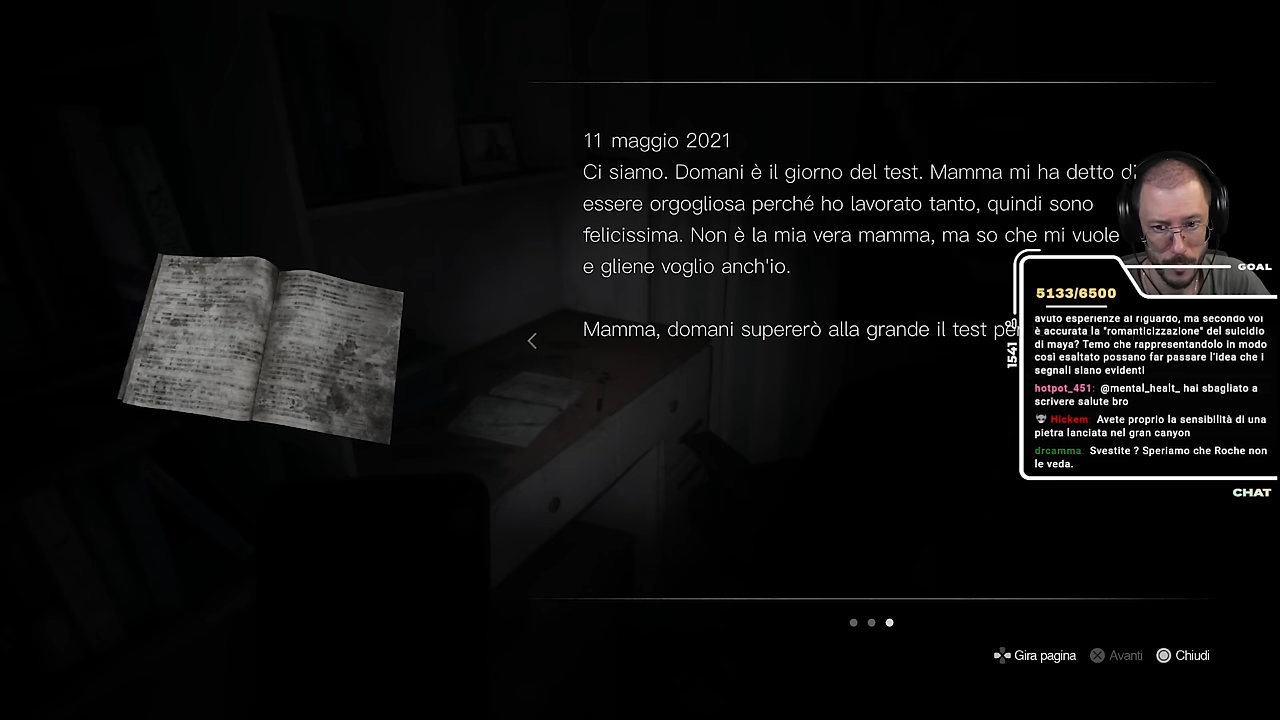 11 maggio 2021
Ci siamo. Domani è il giorno del test. Mamma mi ha detto di
essere orgogliosa perché ho lavorato tanto, quindi sono
felicissima. Non è la mia vera mamma, ma so che mi vuole
e gliene voglio anch'io.
Mamma, domani supererò alla grande il test per
GOAL
5133/6500
avuto esperienze al riguardo, ma secondo voi
è accurata la "romanticizzazione" del suicidio
di maya? Temo che rappresentandolo in modo
così esaltato possano far passare l'idea che i
segnali siano evidenti
hotpot_451: @mental_healt_ hai sbagliato a
scrivere salute bro
Hickem: Avete proprio la sensibilità di una
pietra lanciata nel gran canyon
drcamma: Svestite ? Speriamo che Roche non
le veda.
1541
CHAT
Gira pagina
Avanti
Chiudi